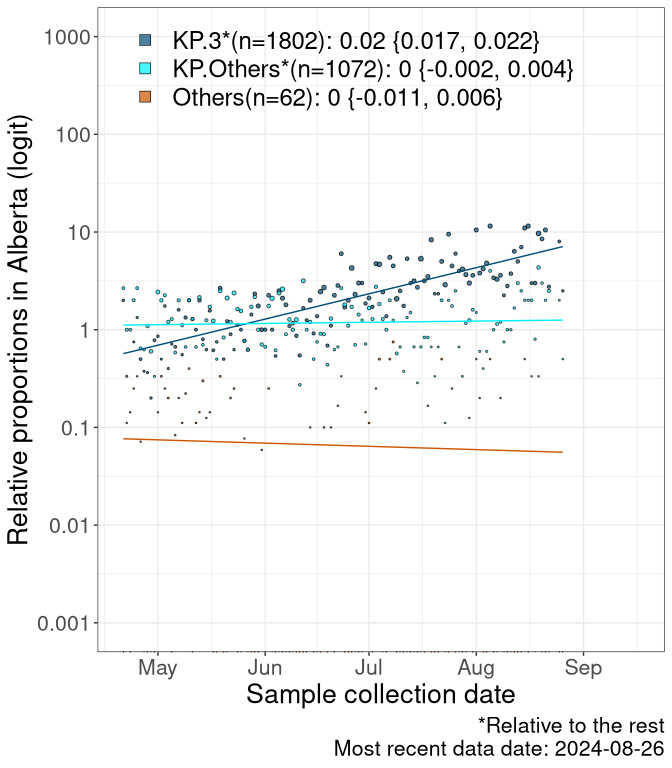 KP.3*(n=1802): 0.02 {0.017, 0.022}
KP.Others*(n=1072): 0 {-0.002, 0.004}
Others(n=62): 0 {-0.011, 0.006}
Relative proportions in Alberta (logit)
1000
100
10
1
0.1
0.01
0.001
May Jun Jul Aug Sep
Sample collection date
*Relative to the rest
Most recent data date: 2024-08-26